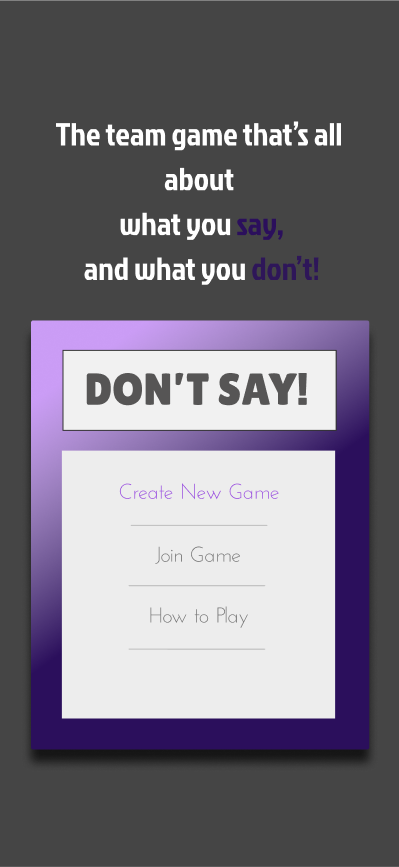 The team game that's all
about
what you say,
and what you don't!
DON'T SAY!
Create New Game
Join Game
How to Play